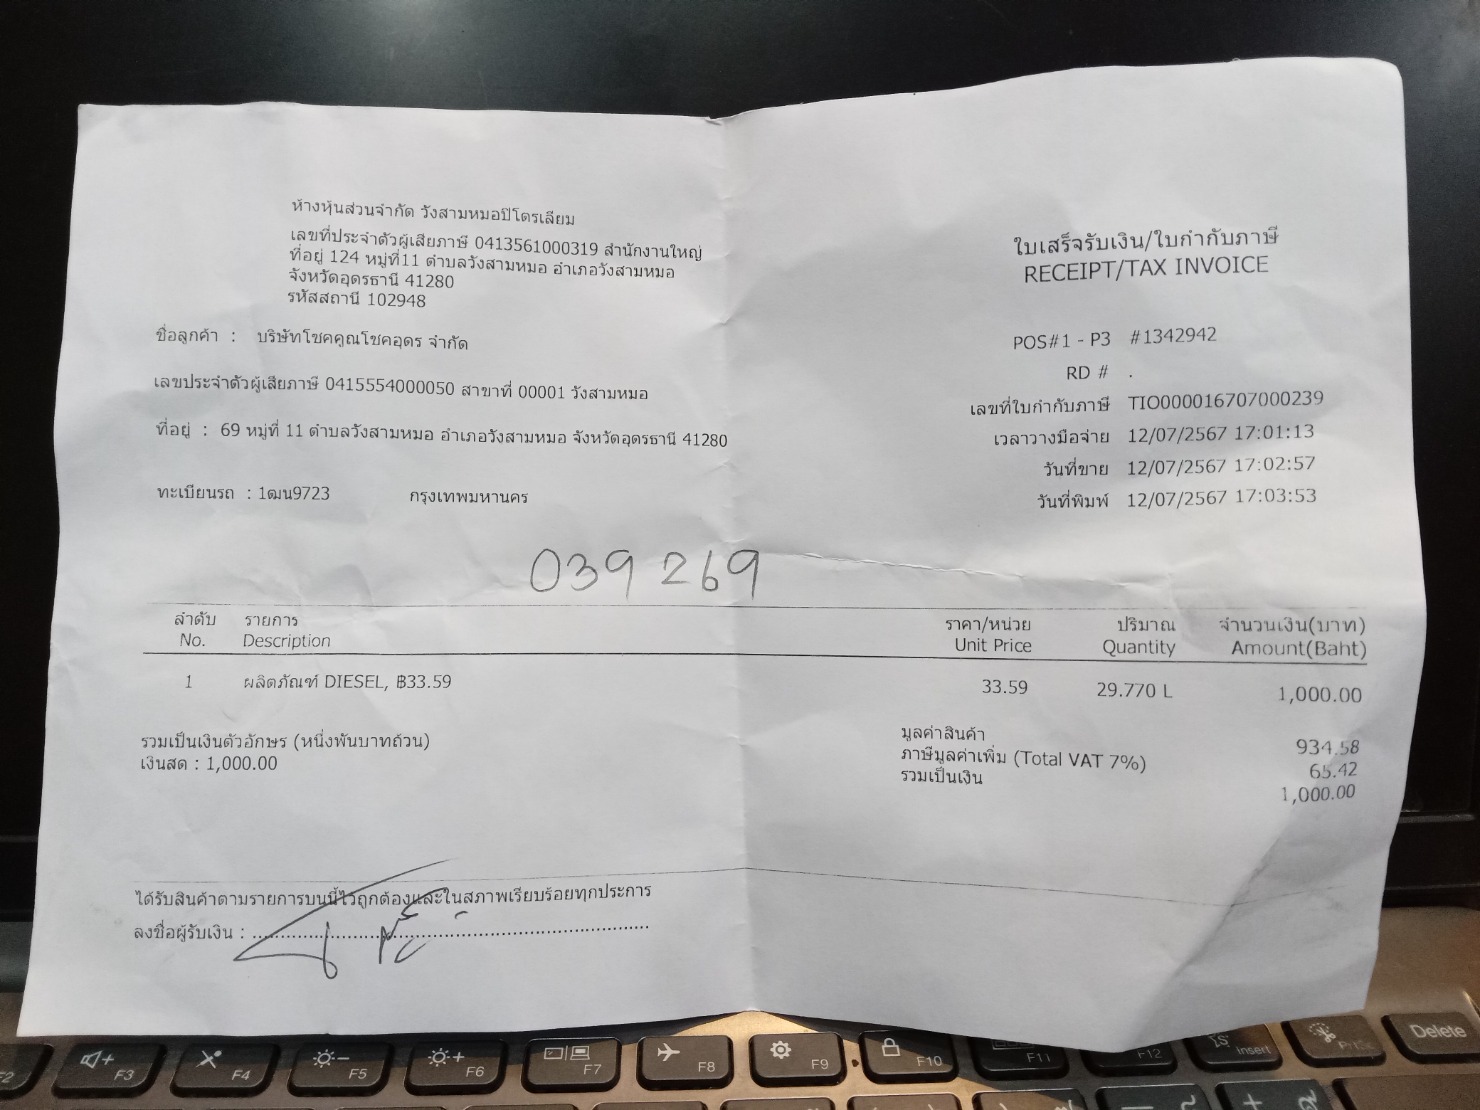 ห้างหุ้นส่วนจำกัด วังสามหมอปิโตรเลียม
เลขที่ประจำตัวผู้เสียภาษี 0413561000319 สำนักงานใหญ่
ที่อยู่ 124 หมู่ที่11 ตำบลวังสามหมอ อำเภอวังสามหมอ
จังหวัดอุดรธานี 41280
รหัสสถานี 102948
ใบเสร็จรับเงิน/ใบกำกับภาษี
RECEIPT/TAX INVOICE
ชื่อลูกค้า : บริษัทโชคคูณโชคอุดร จำกัด
เลขประจำตัวผู้เสียภาษี 0415554000050 สาขาที่ 00001 วังสามหมอ
ที่อยู่ : 69 หมู่ที่ 11 ตำบลวังสามหมอ อำเภอวังสามหมอ จังหวัดอุดรธานี 41280
ทะเบียนรถ : 1ฒน9723 กรุงเทพมหานคร
POS#1 - P3 #1342942
RD # .
เลขที่ใบกำกับภาษี TIO000016707000239
เวลาวางมือจ่าย 12/07/2567 17:01:13
วันที่ขาย 12/07/2567 17:02:57
วันที่พิมพ์ 12/07/2567 17:03:53
039269
ลำดับ รายการ ราคา/หน่วย ปริมาณ จำนวนเงิน(บาท)
No. Description Unit Price Quantity Amount(Baht)
1 ผลิตภัณฑ์ DIESEL, ฿33.59 33.59 29.770 L 1,000.00
รวมเป็นเงินตัวอักษร (หนึ่งพันบาทถ้วน)
เงินสด : 1,000.00
มูลค่าสินค้า 934.58
ภาษีมูลค่าเพิ่ม (Total VAT 7%) 65.42
รวมเป็นเงิน 1,000.00
ได้รับสินค้าตามรายการบนนี้ไว้ถูกต้องและในสภาพเรียบร้อยทุกประการ
ลงชื่อผู้รับเงิน : ........................................................
F3 F4 F5 F6 F7 F8 F9 F10 F11 F12 Insert Delete